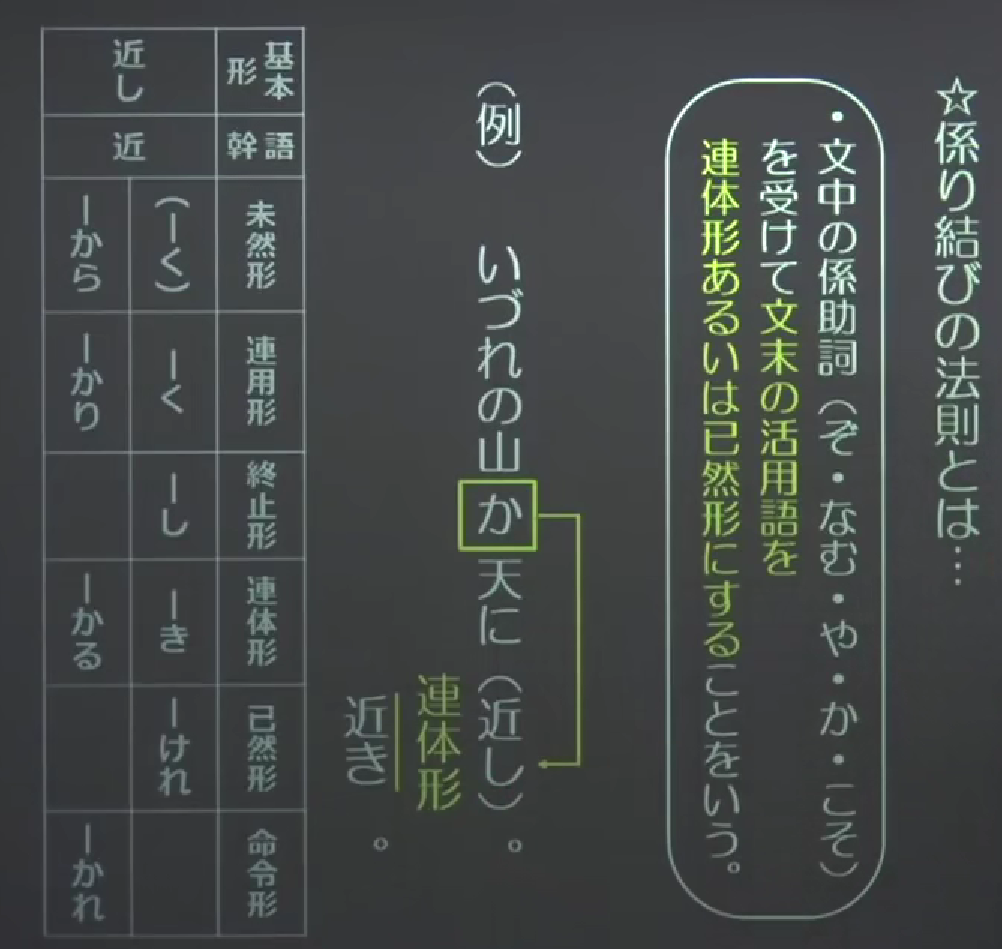 ☆係り結びの法則とは…
・文中の係助詞（ぞ・なむ・や・か・こそ）
を受けて文末の活用語を
連体形あるいは已然形にすることをいう。
（例）　いづれの山か天に（近し）。
連体形
近き。
基本形
語幹
未然形
連用形
終止形
連体形
已然形
命令形
近し
近
（ーく）
ーく
ーし
ーき
ーけれ
ーから
ーかり
ーかる
ーかれ